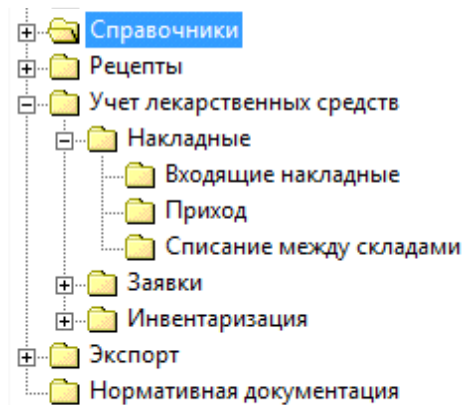 Справочники
Рецепты
Учет лекарственных средств
Накладные
Входящие накладные
Приход
Списание между складами
Заявки
Инвентаризация
Экспорт
Нормативная документация